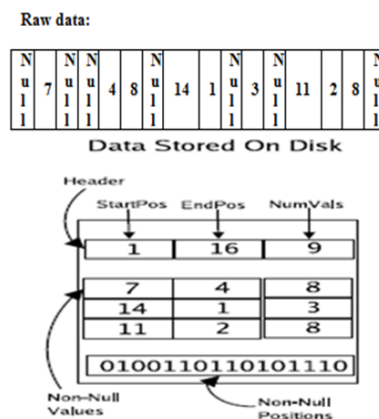 Raw data:
Null 7 Null Null 4 8 Null 14 1 Null 3 Null 11 2 8 Null
Data Stored On Disk
Header
StartPos EndPos NumVals
1 16 9
7 4 8
14 1 3
11 2 8
0100110110101110
Non-Null Values
Non-Null Positions